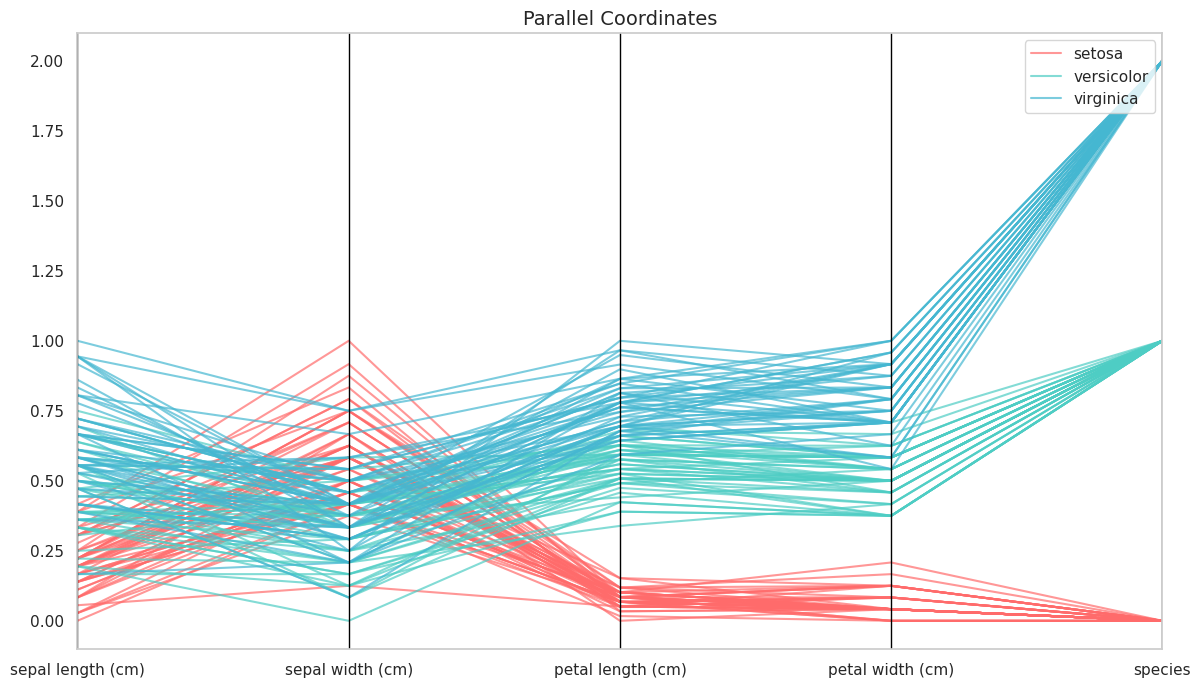 Parallel Coordinates
setosa
versicolor
virginica
2.00
1.75
1.50
1.25
1.00
0.75
0.50
0.25
0.00
sepal length (cm)
sepal width (cm)
petal length (cm)
petal width (cm)
species